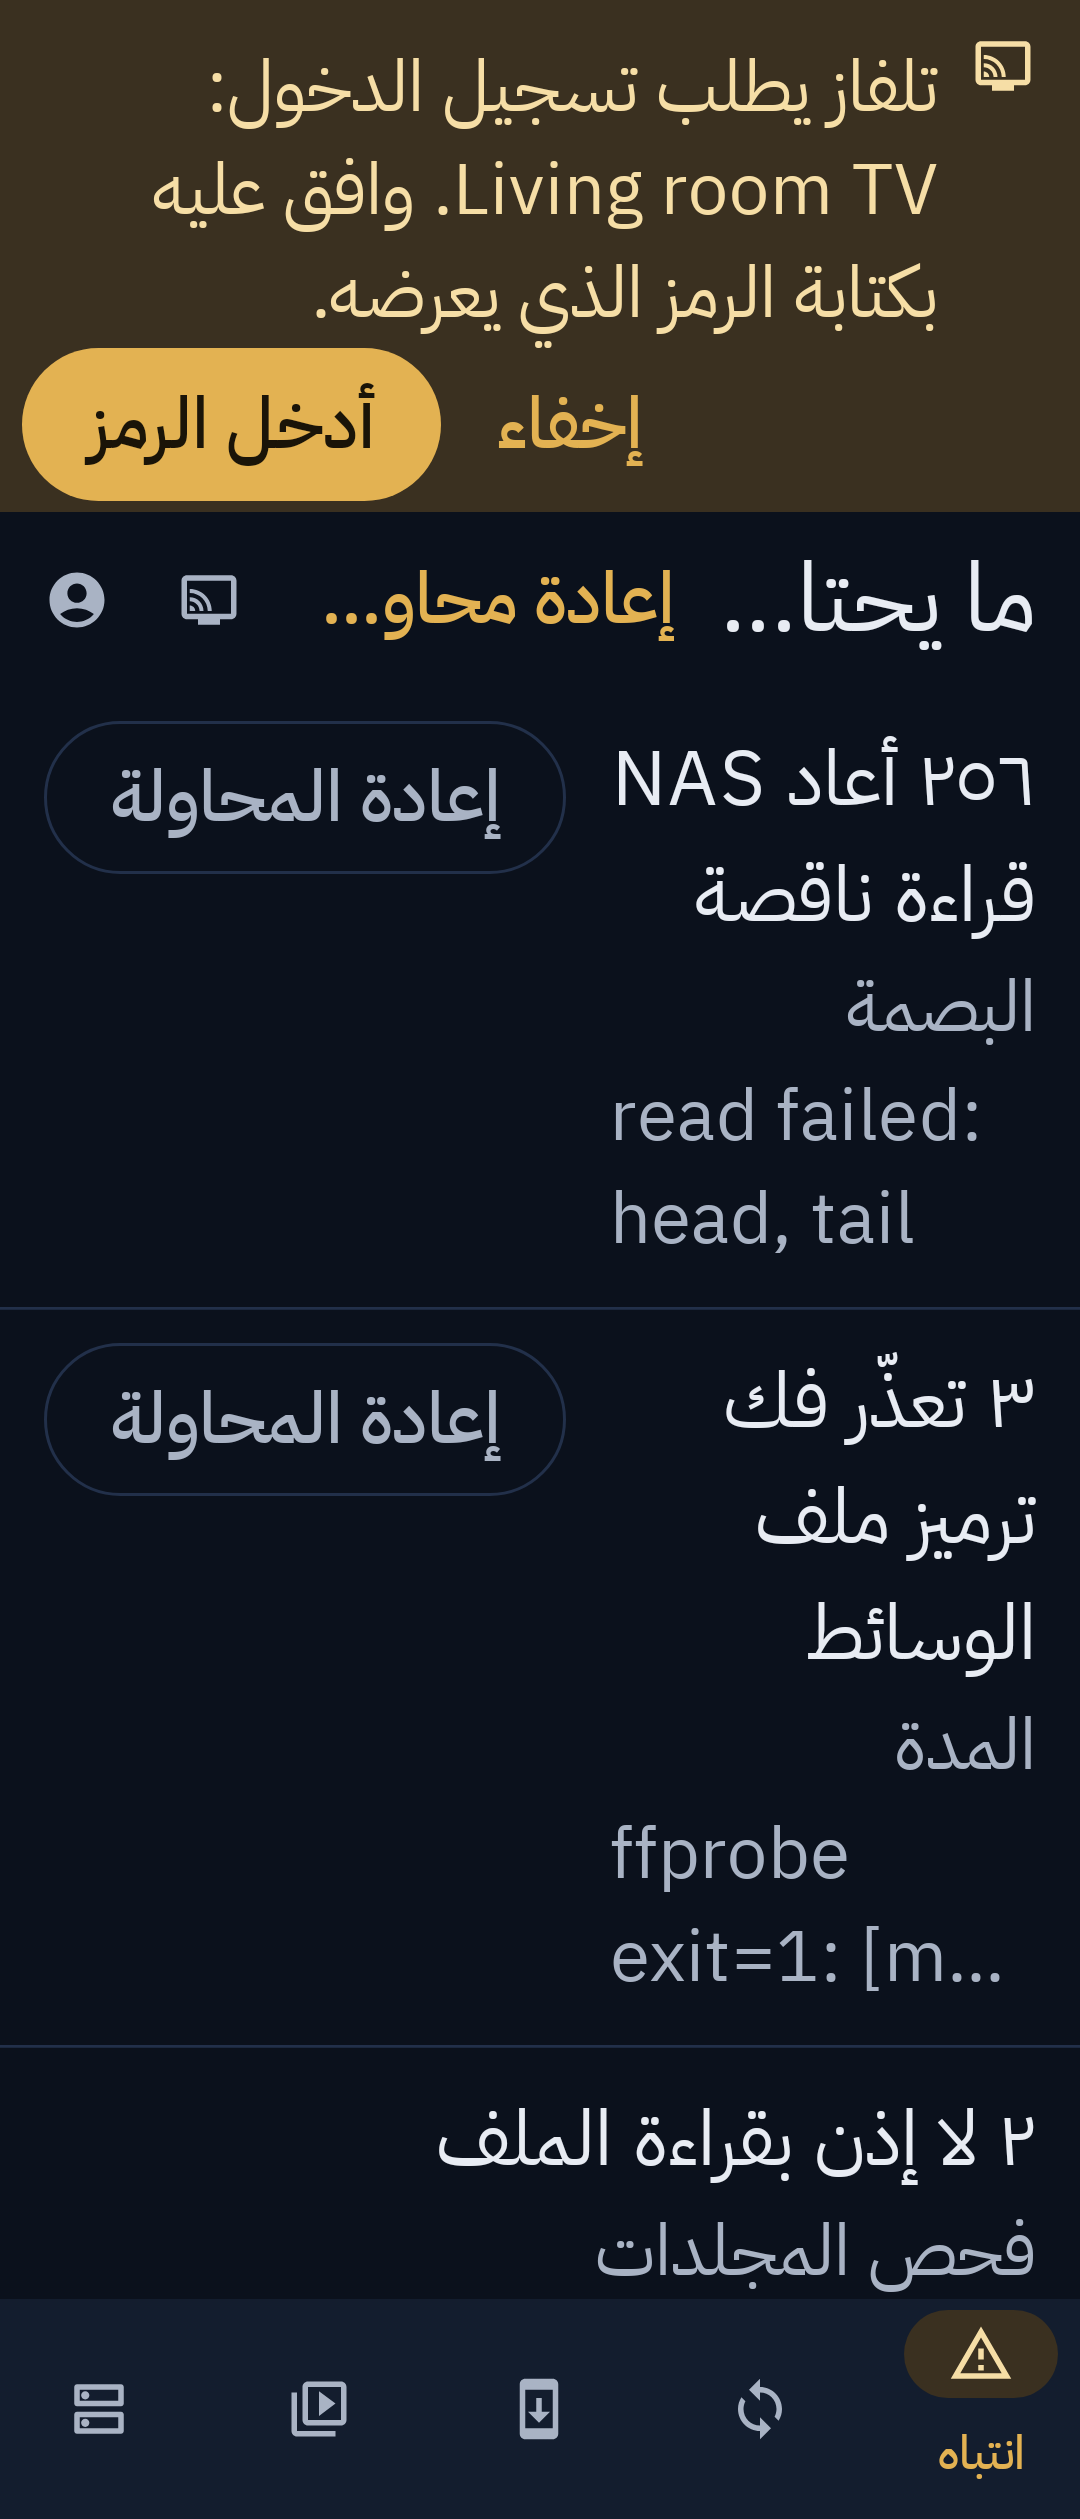 تلفاز يطلب تسجيل الدخول:
Living room TV. وافق عليه
بكتابة الرمز الذي يعرضه.
إخفاء
أدخل الرمز
ما يحتا...
إعادة محاو...
٢٥٦ أعاد NAS
قراءة ناقصة
إعادة المحاولة
البصمة
read failed:
head, tail
٣ تعذّر فك
ترميز ملف
الوسائط
إعادة المحاولة
المدة
ffprobe
exit=1: [m...
٢ لا إذن بقراءة الملف
فحص المجلدات
انتباه